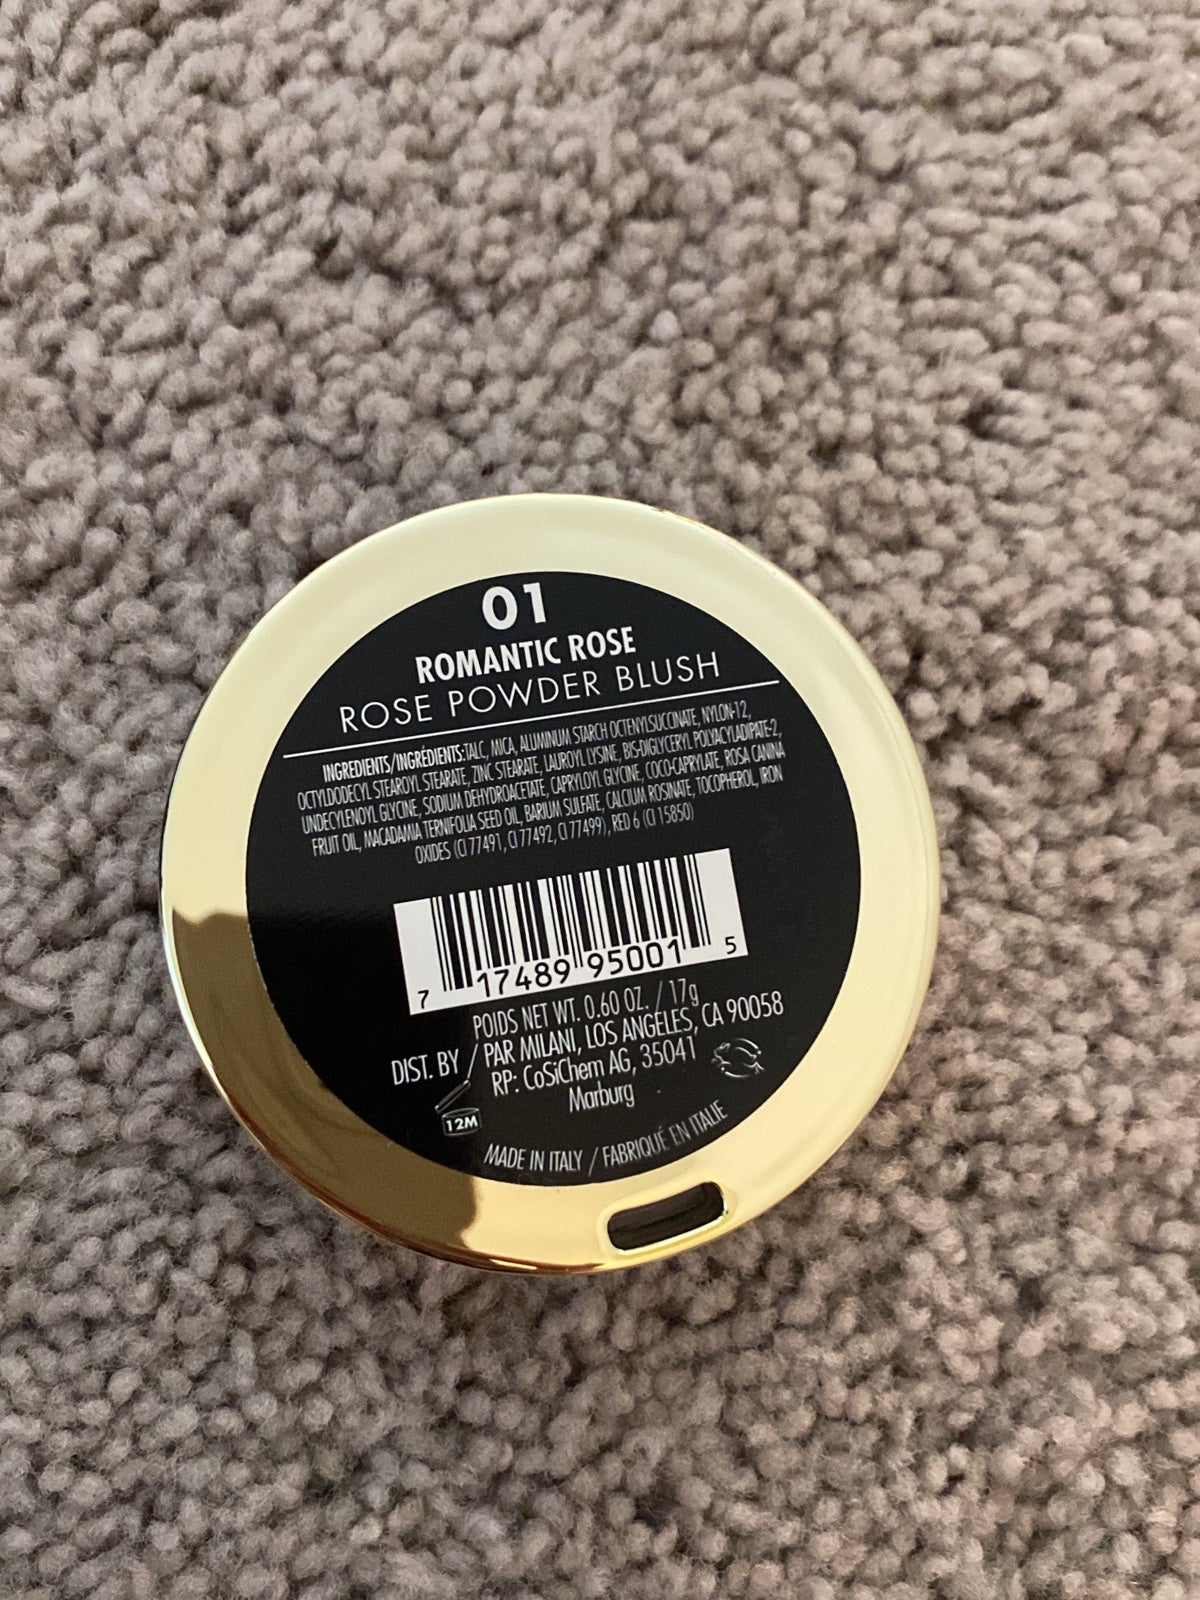 01
ROMANTIC ROSE
ROSE POWDER BLUSH
INGREDIENTS/INGRÉDIENTS: TALC, MICA, ALUMINUM STARCH OCTENYLSUCCINATE, NYLON-12,
OCTYLDODECYL STEAROYL STEARATE, ZINC STEARATE, LAUROYL LYSINE, BIS-DIGLYCERYL POLYACYLADIPATE-2,
UNDECYLENOYL GLYCINE, SODIUM DEHYDROACETATE, CAPRYLOYL GLYCINE, COCO-CAPRYLATE, ROSA CANINA
FRUIT OIL, MACADAMIA TERNIFOLIA SEED OIL, BARIUM SULFATE, CALCIUM ROSINATE, TOCOPHEROL, IRON
OXIDES (CI 77491, CI 77492, CI 77499), RED 6 (CI 15850)
7 17489 95001 5
POIDS NET WT. 0.60 OZ. / 17g
DIST. BY / PAR MILANI, LOS ANGELES, CA 90058
RP: CoSiChem AG, 35041
Marburg
12M
MADE IN ITALY / FABRIQUÉ EN ITALIE